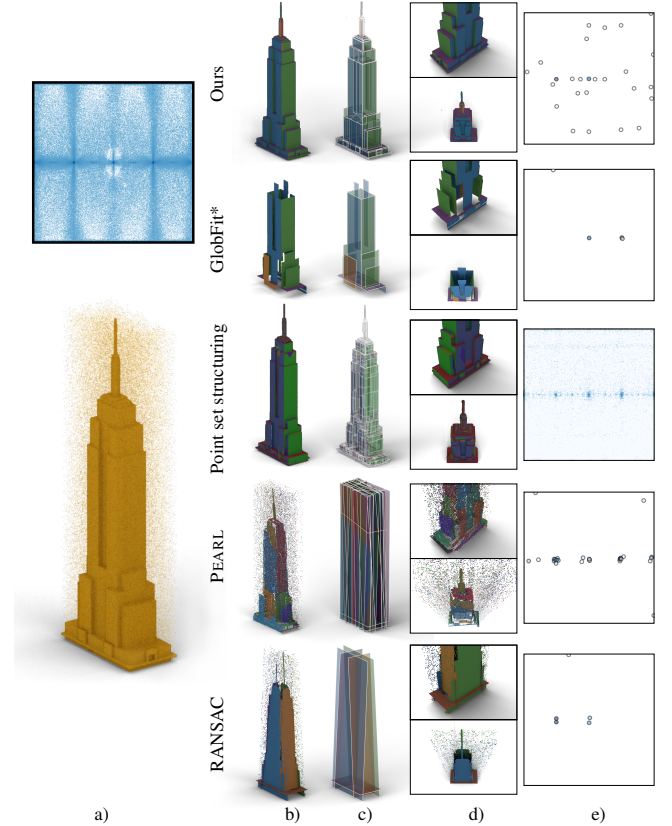 Ours
GlobFit*
Point set structuring
PEARL
RANSAC
a)
b)
c)
d)
e)